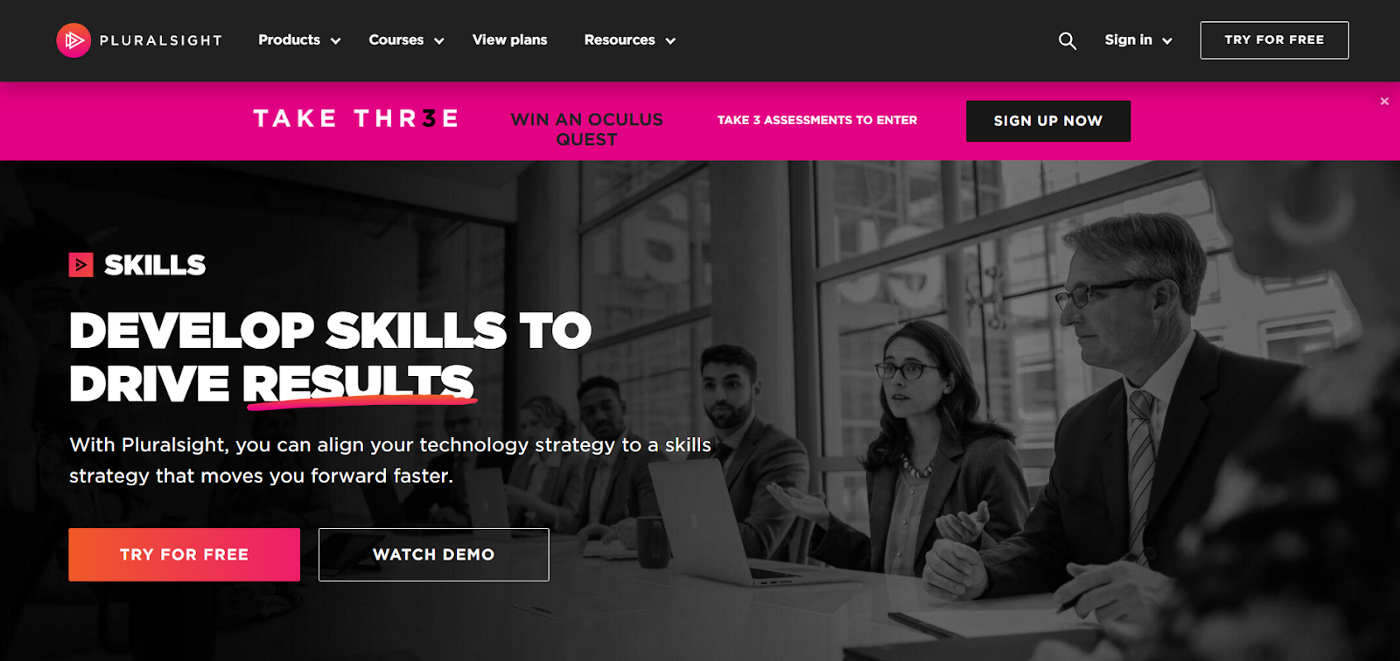 PLURALSIGHT Products Courses View plans Resources Sign in TRY FOR FREE
TAKE THR3E WIN AN OCULUS QUEST TAKE 3 ASSESSMENTS TO ENTER SIGN UP NOW
SKILLS
DEVELOP SKILLS TO
DRIVE RESULTS
With Pluralsight, you can align your technology strategy to a skills
strategy that moves you forward faster.
TRY FOR FREE WATCH DEMO